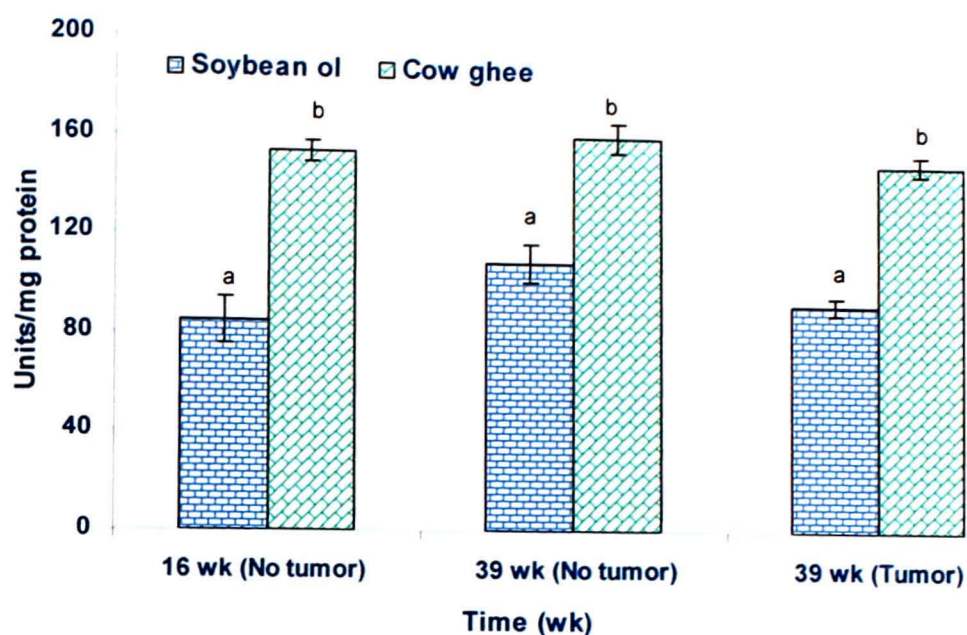 200
160
120
80
40
0
Units/mg protein
Soybean ol Cow ghee
a
b
a
b
a
b
16 wk (No tumor) 39 wk (No tumor) 39 wk (Tumor)
Time (wk)